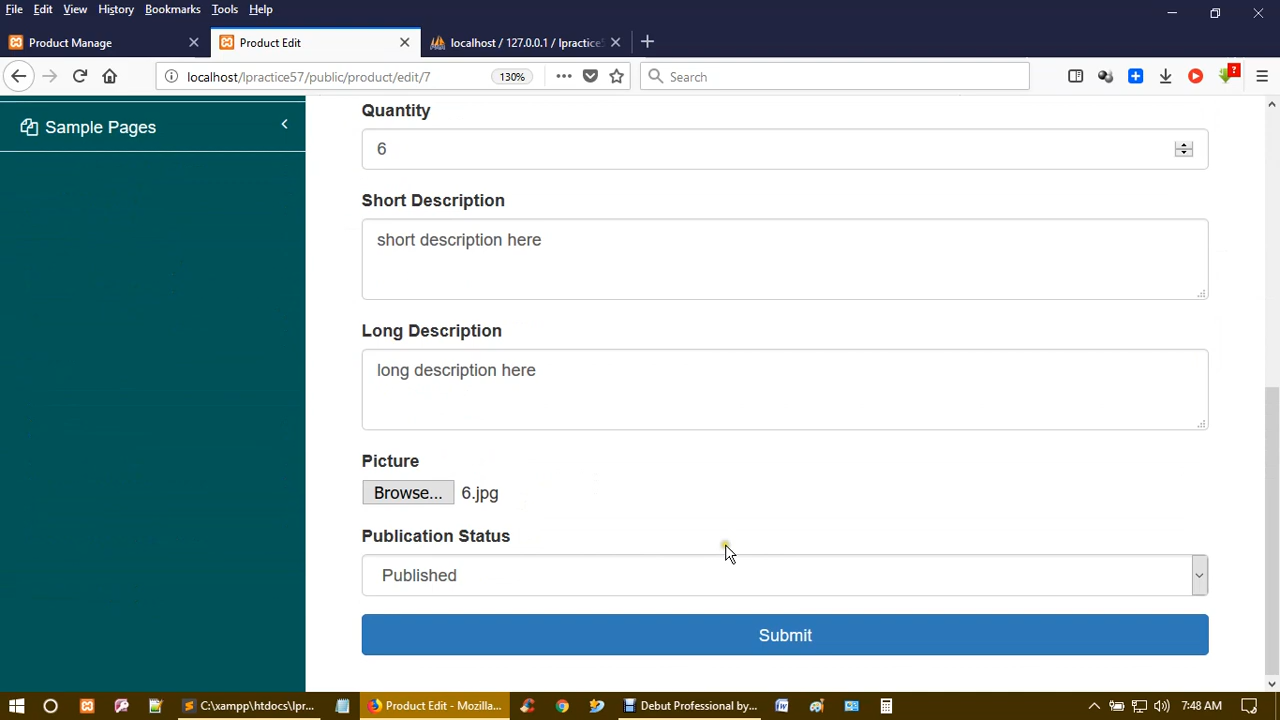 File Edit View History Bookmarks Tools Help
Product Manage Product Edit localhost / 127.0.0.1 / lpractice5
localhost/lpractice57/public/product/edit/7 130% Search
Sample Pages
Quantity
6
Short Description
short description here
Long Description
long description here
Picture
Browse... 6.jpg
Publication Status
Published
Submit
C:\xampp\htdocs\lpr... Product Edit - Mozilla... Debut Professional by... 7:48 AM